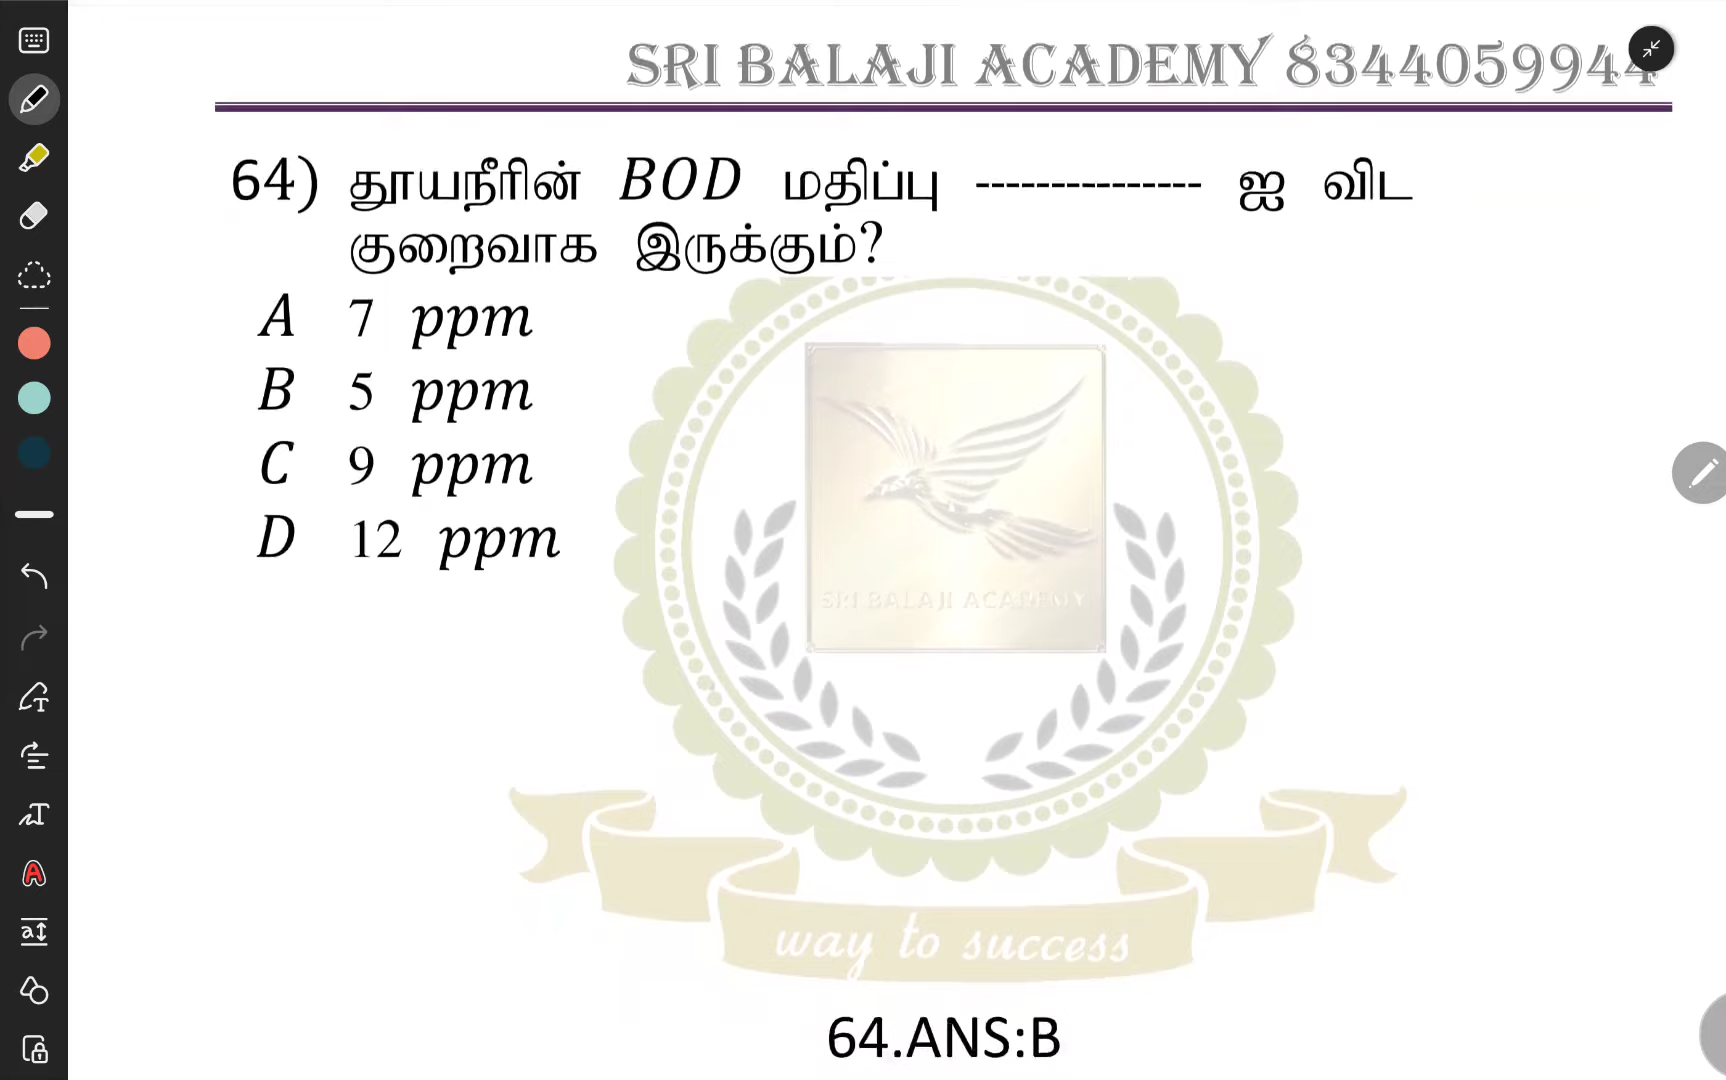 SRI BALAJI ACADEMY 8344059944
64) தூயநீரின் BOD மதிப்பு --------------- ஐ விட
குறைவாக இருக்கும்?
A 7 ppm
B 5 ppm
C 9 ppm
D 12 ppm
SRI BALAJI ACADEMY
way to success
64.ANS:B